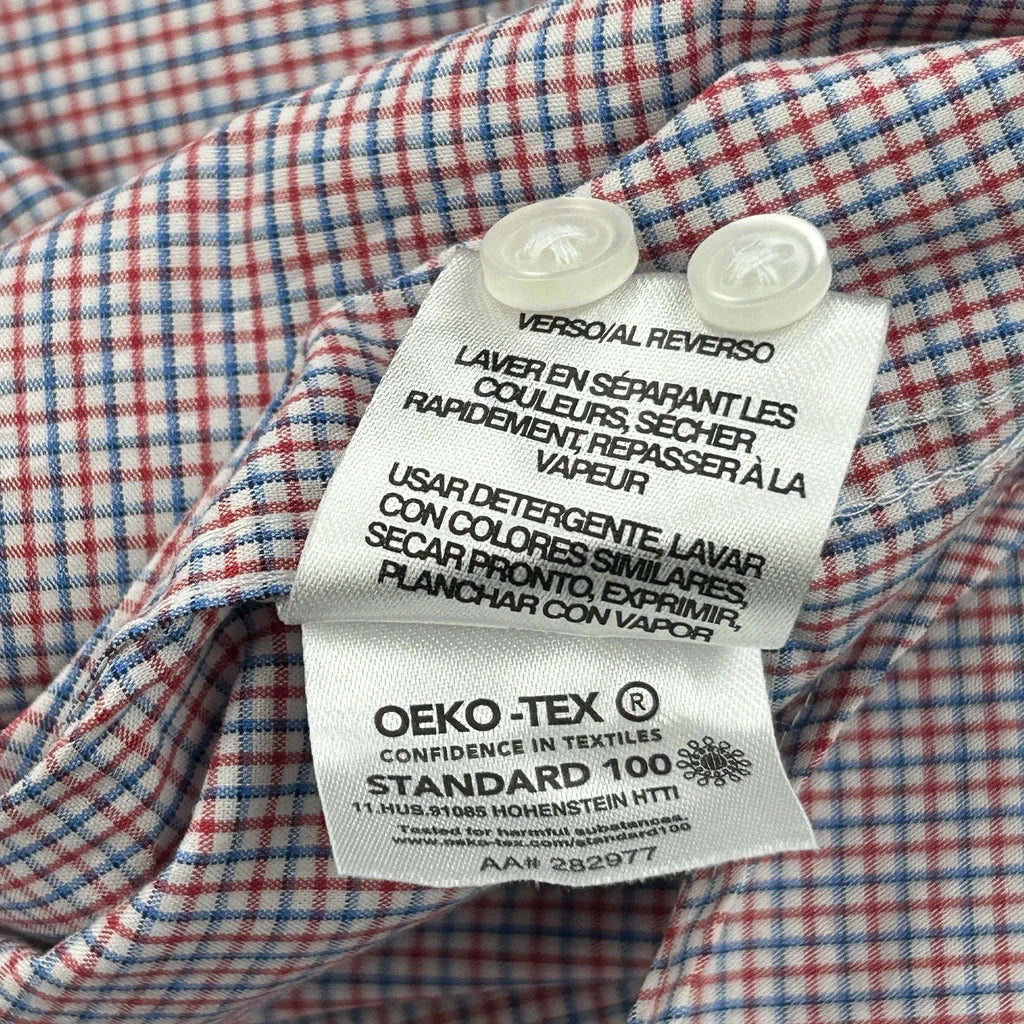 VERSO/AL REVERSO
LAVER EN SÉPARANT LES
COULEURS, SÉCHER
RAPIDEMENT, REPASSER À LA
VAPEUR
USAR DETERGENTE, LAVAR
CON COLORES SIMILARES,
SECAR PRONTO, EXPRIMIR,
PLANCHAR CON VAPOR
OEKO -TEX ®
CONFIDENCE IN TEXTILES
STANDARD 100
11.HUS.91085 HOHENSTEIN HTTI
Tested for harmful substances.
www.oeko-tex.com/standard100
AA# 282977